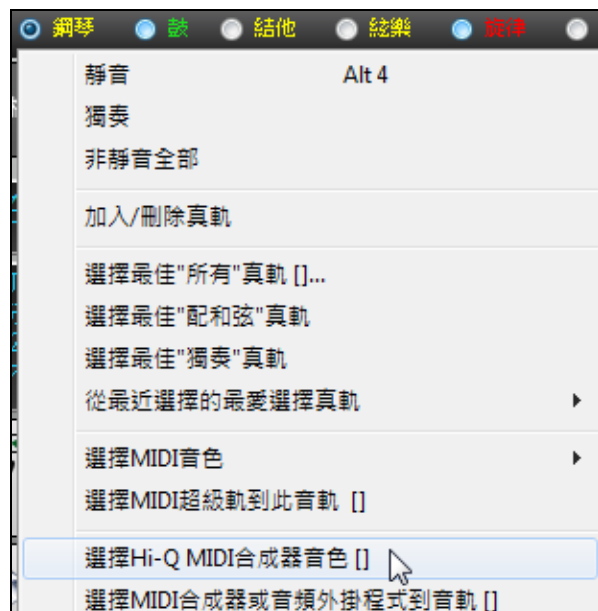 鋼琴 鼓 結他 絃樂 旋律
靜音 Alt 4
獨奏
非靜音全部
加入/刪除真軌
選擇最佳"所有"真軌 []...
選擇最佳"配和弦"真軌
選擇最佳"獨奏"真軌
從最近選擇的最愛選擇真軌
選擇MIDI音色
選擇MIDI超級軌到此音軌 []
選擇Hi-Q MIDI合成器音色 []
選擇MIDI合成器或音頻外掛程式到音軌 []